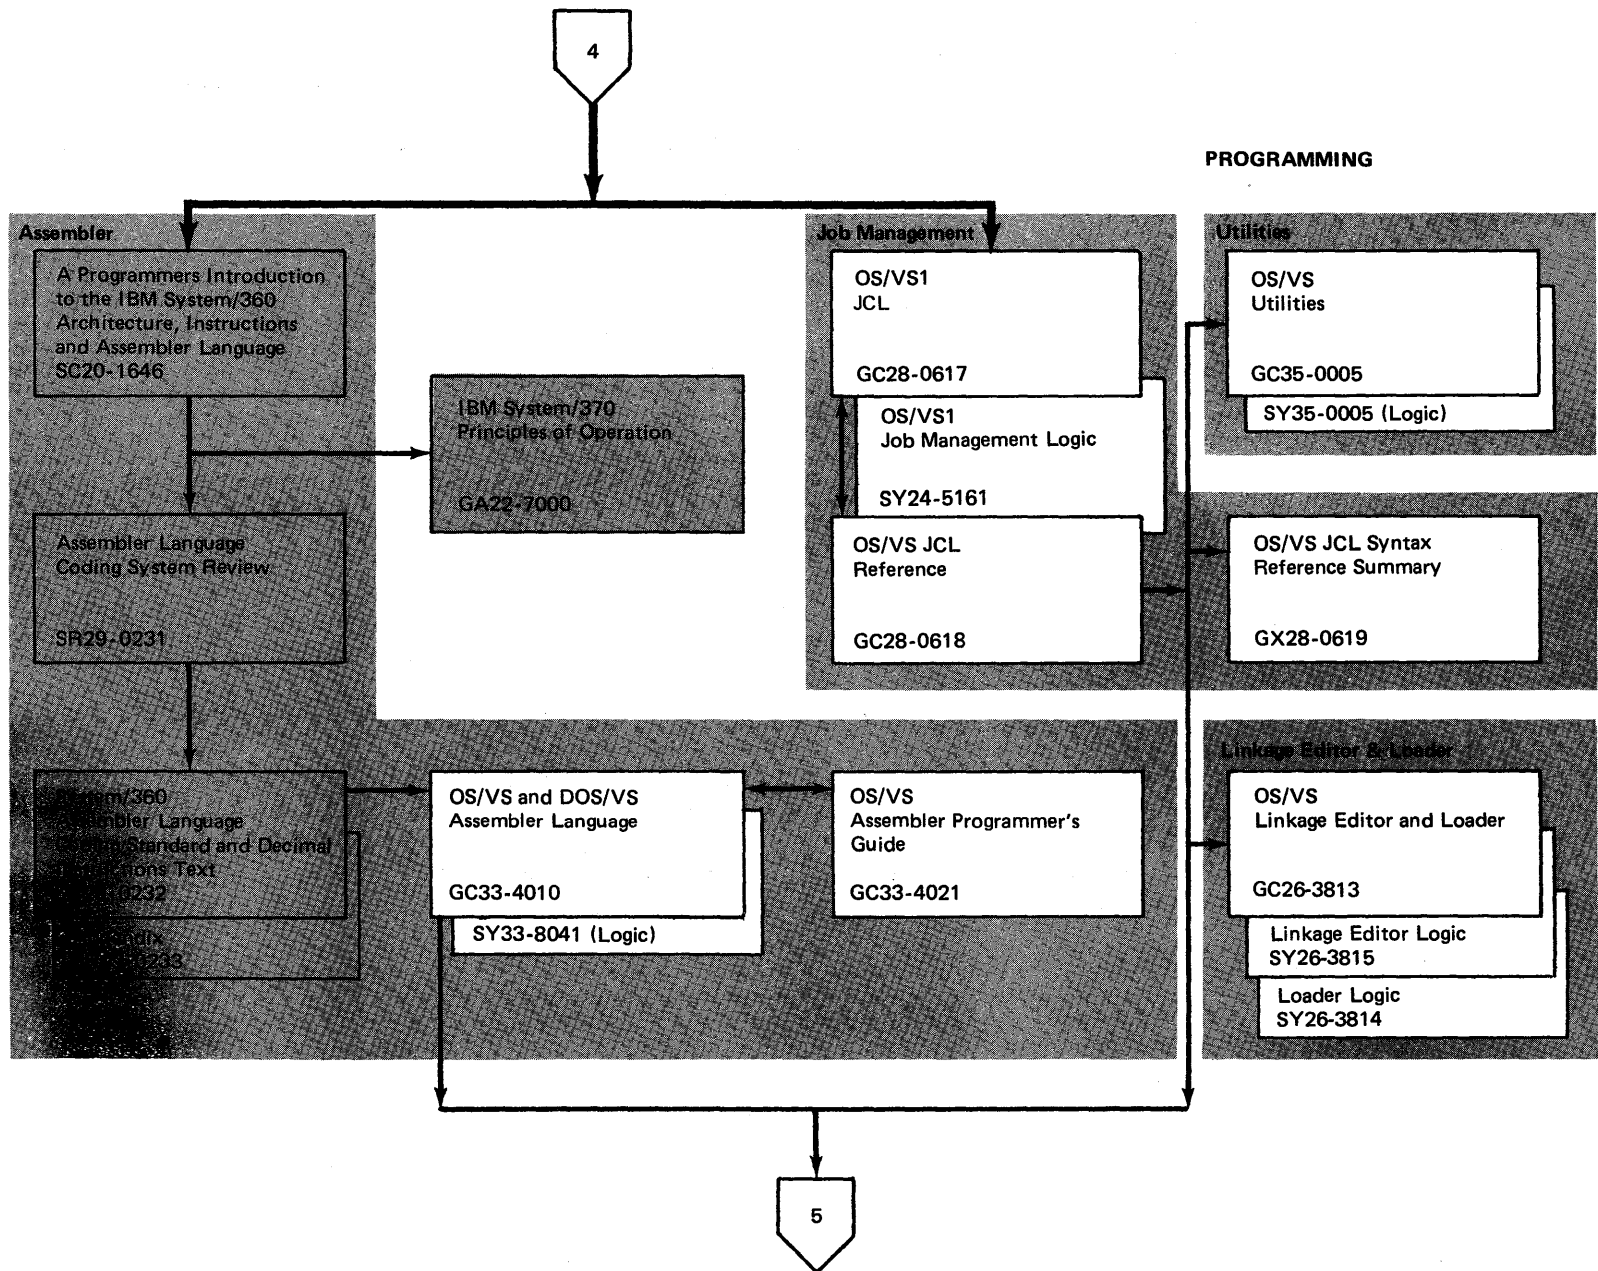 4
PROGRAMMING
Assembler
A Programmers Introduction
to the IBM System/360
Architecture, Instructions
and Assembler Language
SC20-1646
IBM System/370
Principles of Operation
GA22-7000
Assembler Language
Coding System Review
SR29-0231
/360
Language
Standard and Decimal
Text
Job Management
OS/VS1
JCL
GC28-0617
OS/VS1
Job Management Logic
SY24-5161
OS/VS JCL
Reference
GC28-0618
Utilities
OS/VS
Utilities
GC35-0005
SY35-0005 (Logic)
OS/VS JCL Syntax
Reference Summary
GX28-0619
OS/VS and DOS/VS
Assembler Language
GC33-4010
SY33-8041 (Logic)
OS/VS
Assembler Programmer's
Guide
GC33-4021
Linkage Editor & Loader
OS/VS
Linkage Editor and Loader
GC26-3813
Linkage Editor Logic
SY26-3815
Loader Logic
SY26-3814
5